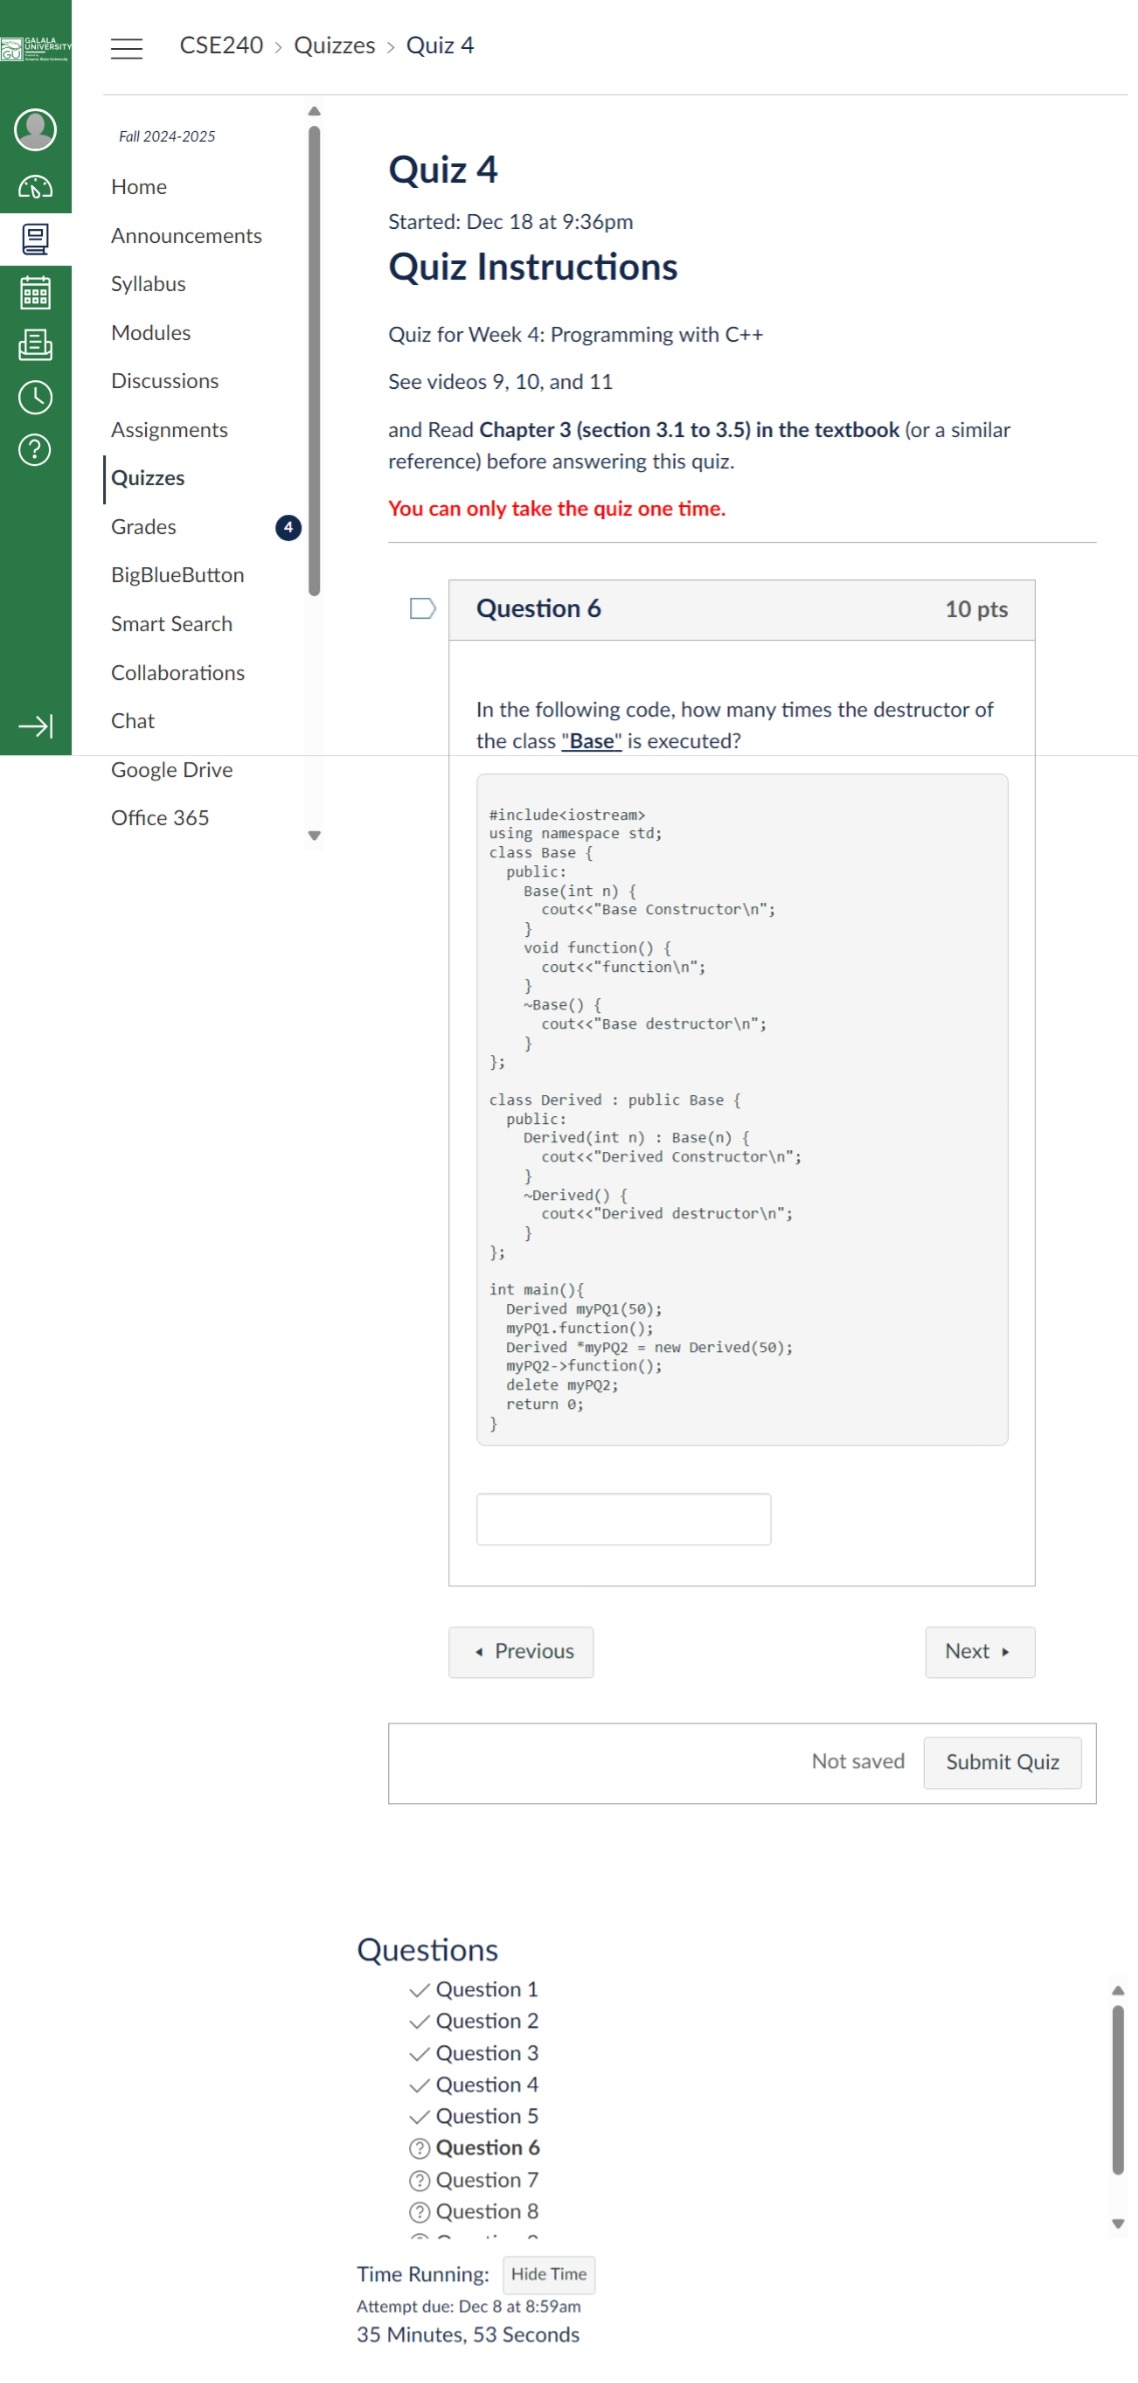 GALALA
UNIVERSITY
GU
CSE240 > Quizzes > Quiz 4
Fall 2024-2025
Home
Announcements
Syllabus
Modules
Discussions
Assignments
Quizzes
Grades 4
BigBlueButton
Smart Search
Collaborations
Chat
Google Drive
Office 365
Quiz 4
Started: Dec 18 at 9:36pm
Quiz Instructions
Quiz for Week 4: Programming with C++
See videos 9, 10, and 11
and Read Chapter 3 (section 3.1 to 3.5) in the textbook (or a similar
reference) before answering this quiz.
You can only take the quiz one time.
Question 6 10 pts
In the following code, how many times the destructor of
the class "Base" is executed?
#include<iostream>
using namespace std;
class Base {
  public:
    Base(int n) {
      cout<<"Base Constructor\n";
    }
    void function() {
      cout<<"function\n";
    }
    ~Base() {
      cout<<"Base destructor\n";
    }
};
class Derived : public Base {
  public:
    Derived(int n) : Base(n) {
      cout<<"Derived Constructor\n";
    }
    ~Derived() {
      cout<<"Derived destructor\n";
    }
};
int main(){
  Derived myPQ1(50);
  myPQ1.function();
  Derived *myPQ2 = new Derived(50);
  myPQ2->function();
  delete myPQ2;
  return 0;
}
◂ Previous
Next ▸
Not saved
Submit Quiz
Questions
Question 1
Question 2
Question 3
Question 4
Question 5
Question 6
Question 7
Question 8
Time Running: Hide Time
Attempt due: Dec 8 at 8:59am
35 Minutes, 53 Seconds